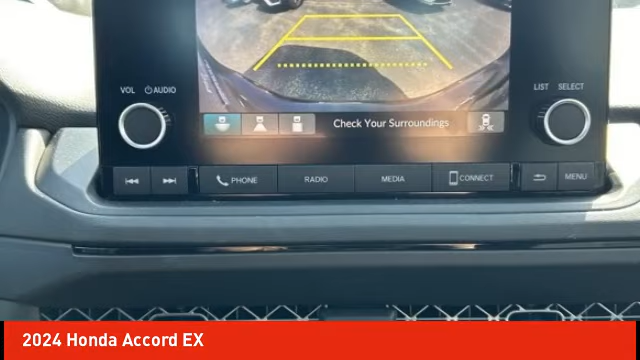 VOL AUDIO
LIST SELECT
Check Your Surroundings
PHONE RADIO MEDIA CONNECT MENU
2024 Honda Accord EX